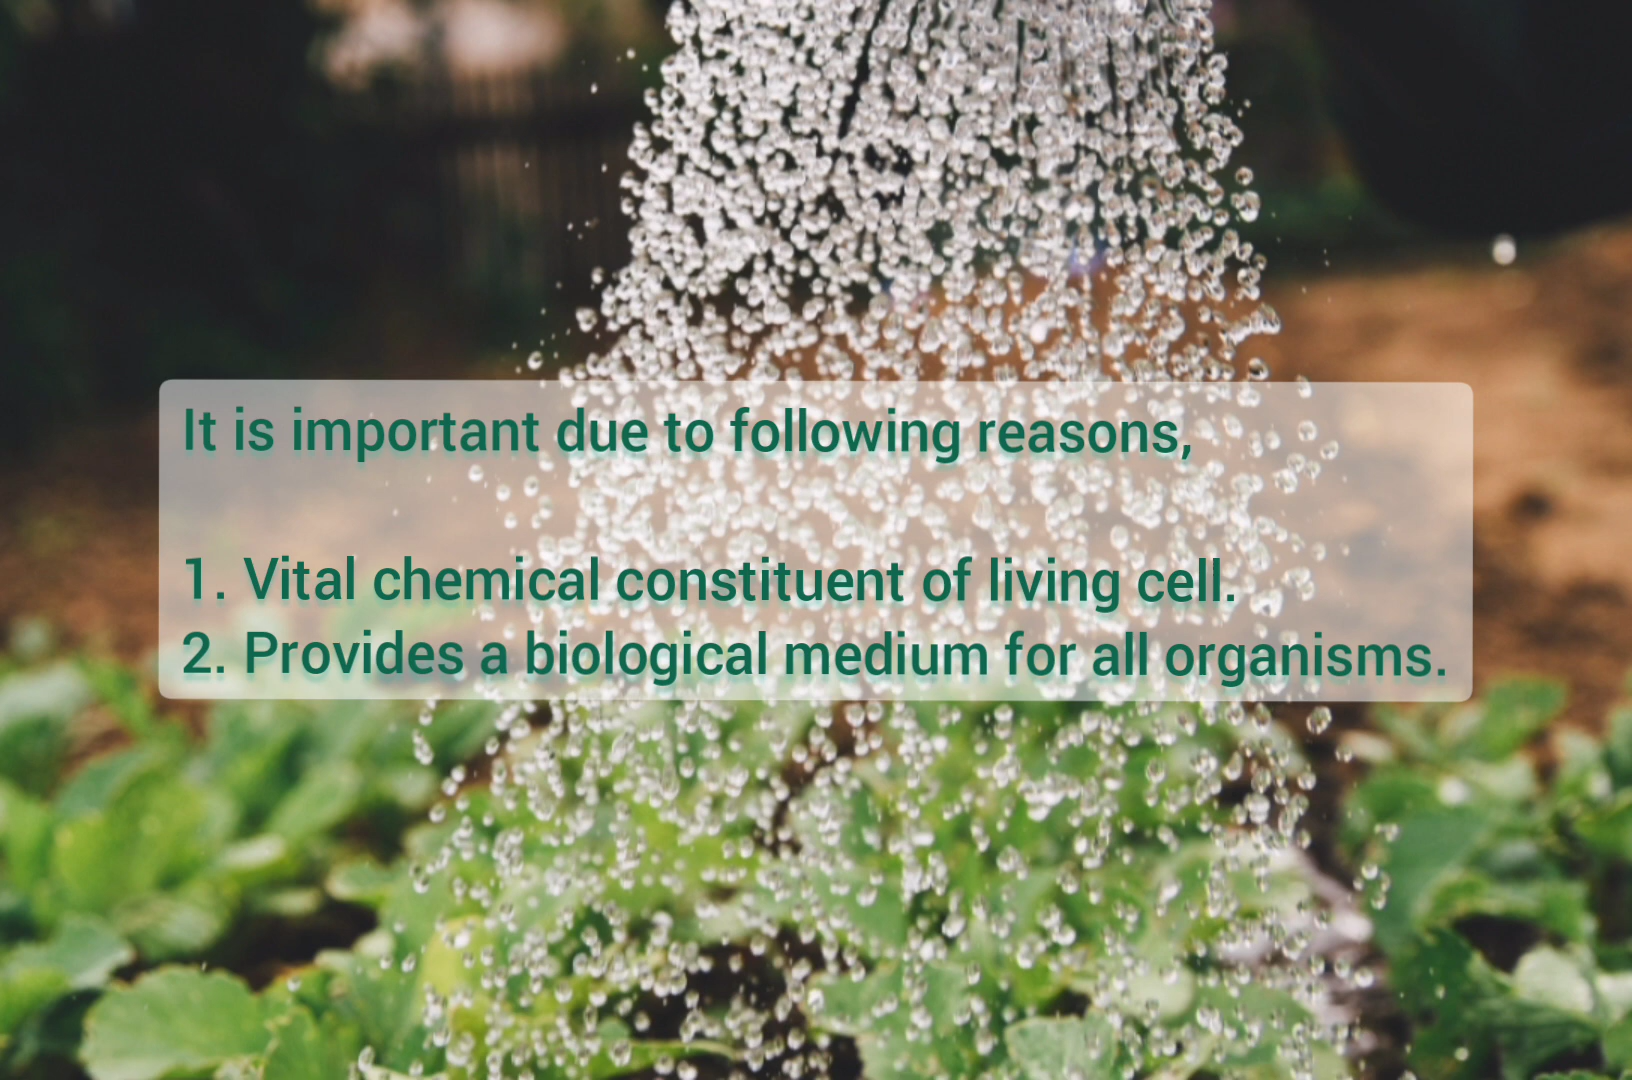 It is important due to following reasons,
1. Vital chemical constituent of living cell.
2. Provides a biological medium for all organisms.